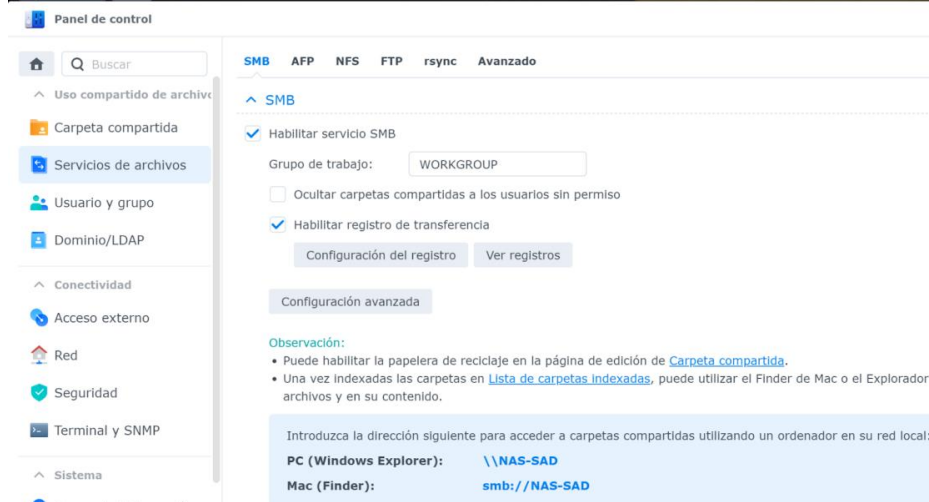 Panel de control
Buscar
SMB AFP NFS FTP rsync Avanzado
Uso compartido de archivo
SMB
Carpeta compartida
Habilitar servicio SMB
Servicios de archivos
Grupo de trabajo: WORKGROUP
Ocultar carpetas compartidas a los usuarios sin permiso
Usuario y grupo
Habilitar registro de transferencia
Dominio/LDAP
Configuración del registro Ver registros
Conectividad
Configuración avanzada
Acceso externo
Observación:
Red
• Puede habilitar la papelera de reciclaje en la página de edición de Carpeta compartida.
• Una vez indexadas las carpetas en Lista de carpetas indexadas, puede utilizar el Finder de Mac o el Explorador
archivos y en su contenido.
Seguridad
Terminal y SNMP
Introduzca la dirección siguiente para acceder a carpetas compartidas utilizando un ordenador en su red local:
PC (Windows Explorer): \\NAS-SAD
Sistema
Mac (Finder): smb://NAS-SAD